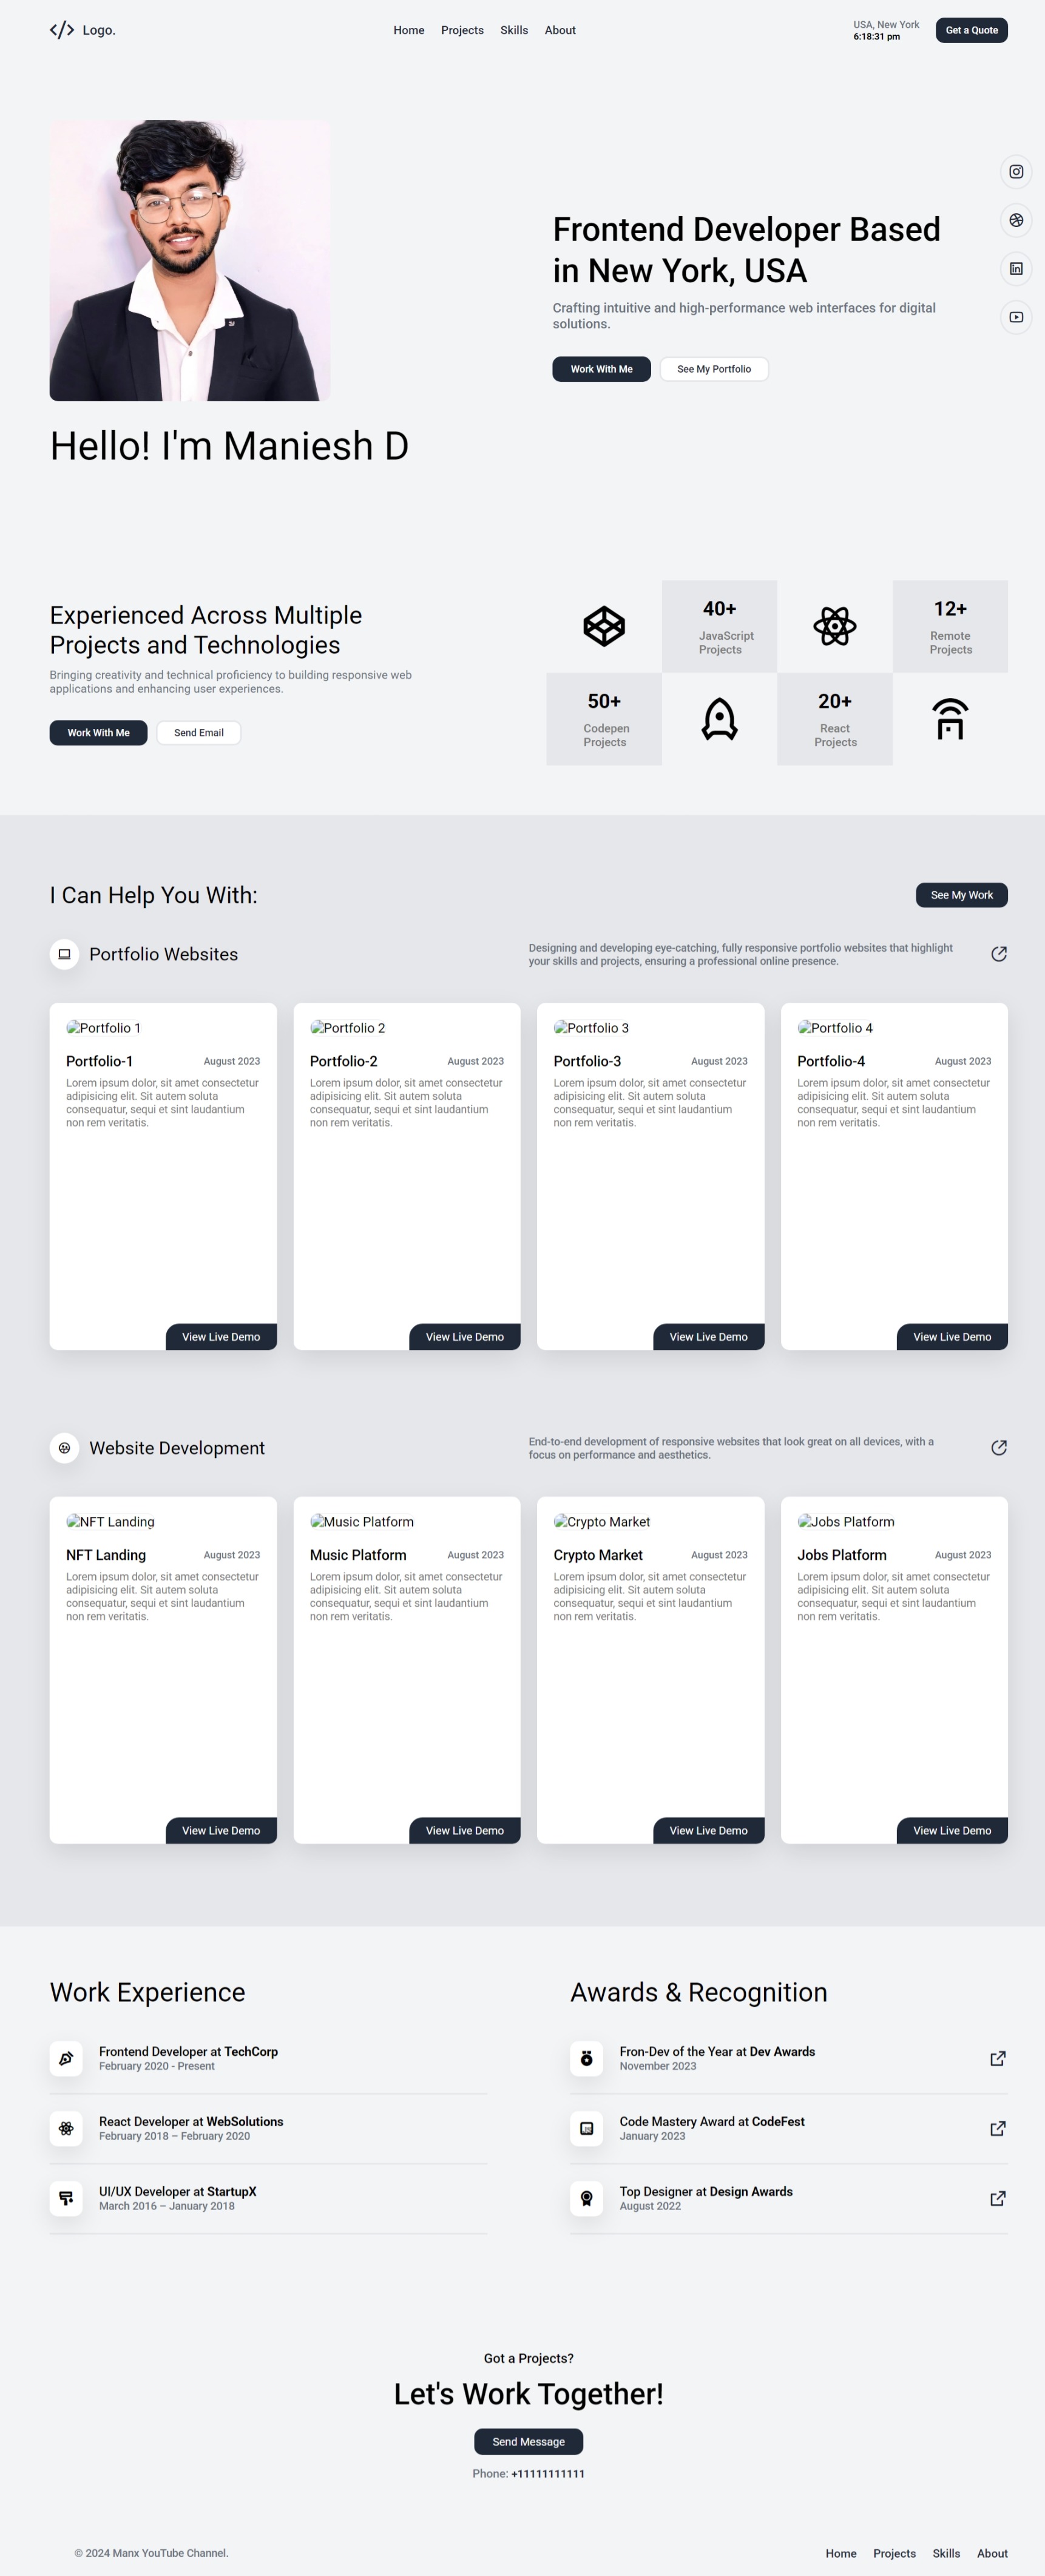 Logo.
Home Projects Skills About
USA, New York
6:18:31 pm
Get a Quote
Frontend Developer Based
in New York, USA
Crafting intuitive and high-performance web interfaces for digital
solutions.
Work With Me See My Portfolio
Hello! I'm Maniesh D
Experienced Across Multiple
Projects and Technologies
Bringing creativity and technical proficiency to building responsive web
applications and enhancing user experiences.
Work With Me Send Email
40+
JavaScript
Projects
12+
Remote
Projects
50+
Codepen
Projects
20+
React
Projects
I Can Help You With:
See My Work
Portfolio Websites
Designing and developing eye-catching, fully responsive portfolio websites that highlight
your skills and projects, ensuring a professional online presence.
Portfolio 1
Portfolio-1 August 2023
Lorem ipsum dolor, sit amet consectetur
adipisicing elit. Sit autem soluta
consequatur, sequi et sint laudantium
non rem veritatis.
View Live Demo
Portfolio 2
Portfolio-2 August 2023
Lorem ipsum dolor, sit amet consectetur
adipisicing elit. Sit autem soluta
consequatur, sequi et sint laudantium
non rem veritatis.
View Live Demo
Portfolio 3
Portfolio-3 August 2023
Lorem ipsum dolor, sit amet consectetur
adipisicing elit. Sit autem soluta
consequatur, sequi et sint laudantium
non rem veritatis.
View Live Demo
Portfolio 4
Portfolio-4 August 2023
Lorem ipsum dolor, sit amet consectetur
adipisicing elit. Sit autem soluta
consequatur, sequi et sint laudantium
non rem veritatis.
View Live Demo
Website Development
End-to-end development of responsive websites that look great on all devices, with a
focus on performance and aesthetics.
NFT Landing
NFT Landing August 2023
Lorem ipsum dolor, sit amet consectetur
adipisicing elit. Sit autem soluta
consequatur, sequi et sint laudantium
non rem veritatis.
View Live Demo
Music Platform
Music Platform August 2023
Lorem ipsum dolor, sit amet consectetur
adipisicing elit. Sit autem soluta
consequatur, sequi et sint laudantium
non rem veritatis.
View Live Demo
Crypto Market
Crypto Market August 2023
Lorem ipsum dolor, sit amet consectetur
adipisicing elit. Sit autem soluta
consequatur, sequi et sint laudantium
non rem veritatis.
View Live Demo
Jobs Platform
Jobs Platform August 2023
Lorem ipsum dolor, sit amet consectetur
adipisicing elit. Sit autem soluta
consequatur, sequi et sint laudantium
non rem veritatis.
View Live Demo
Work Experience
Frontend Developer at TechCorp
February 2020 - Present
React Developer at WebSolutions
February 2018 – February 2020
UI/UX Developer at StartupX
March 2016 – January 2018
Awards & Recognition
Fron-Dev of the Year at Dev Awards
November 2023
Code Mastery Award at CodeFest
January 2023
Top Designer at Design Awards
August 2022
Got a Projects?
Let's Work Together!
Send Message
Phone: +11111111111
© 2024 Manx YouTube Channel.
Home Projects Skills About